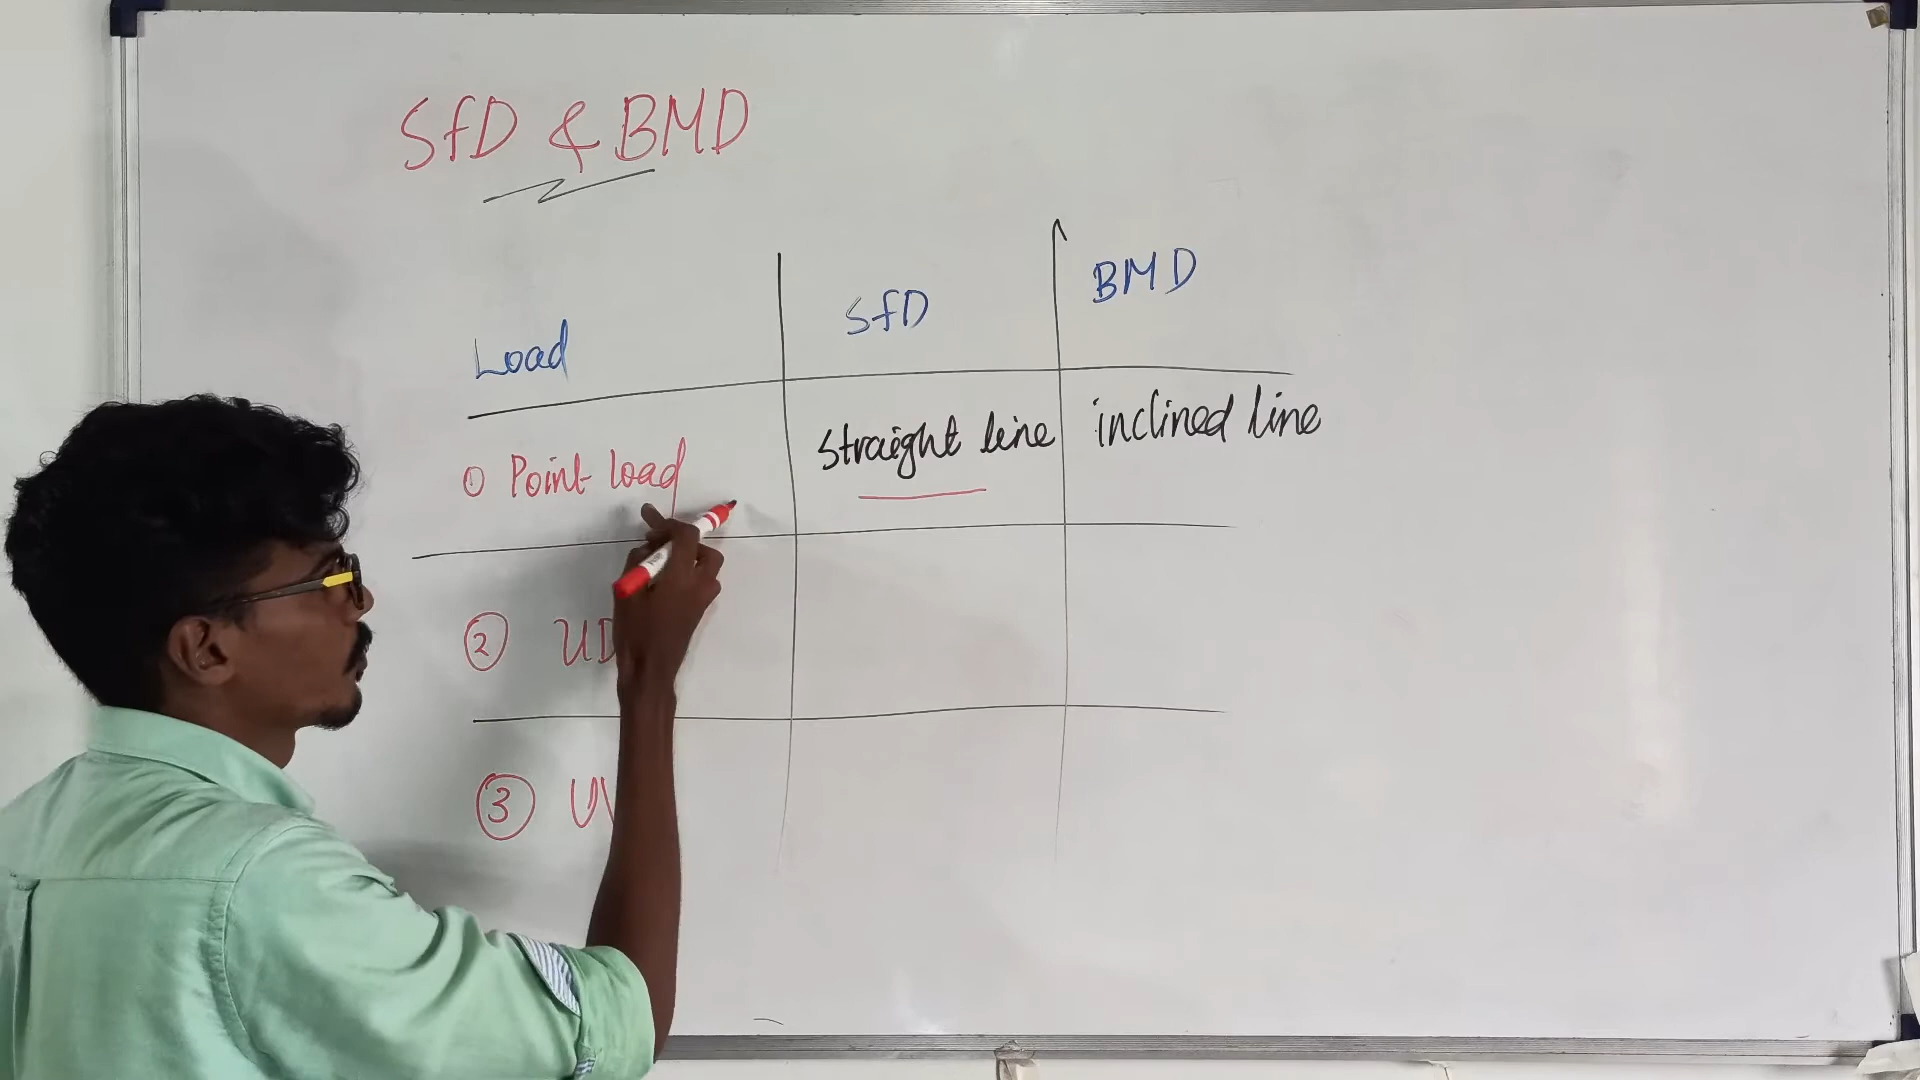 SfD & BMD
Load SfD BMD
① Point load straight line inclined line
②
③